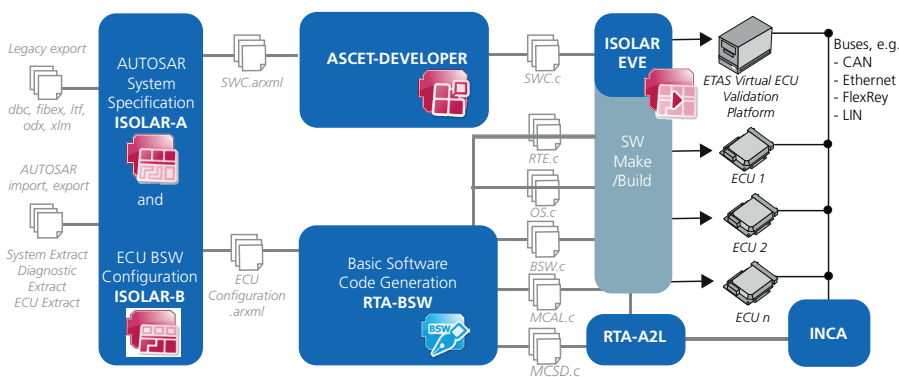 Legacy export
dbc, fibex, ltf,
odx, xlm
AUTOSAR
import, export
System Extract
Diagnostic
Extract
ECU Extract
AUTOSAR
System
Specification
ISOLAR-A
and
ECU BSW
Configuration
ISOLAR-B
SWC.arxml
ECU
Configuration
.arxml
ASCET-DEVELOPER
Basic Software
Code Generation
RTA-BSW
BSW
SWC.c
RTE.c
OS.c
BSW.c
MCAL.c
MCSD.c
ISOLAR
EVE
SW
Make
/Build
RTA-A2L
ETAS Virtual ECU
Validation
Platform
ECU 1
ECU 2
ECU n
Buses, e.g.
- CAN
- Ethernet
- FlexRey
- LIN
INCA